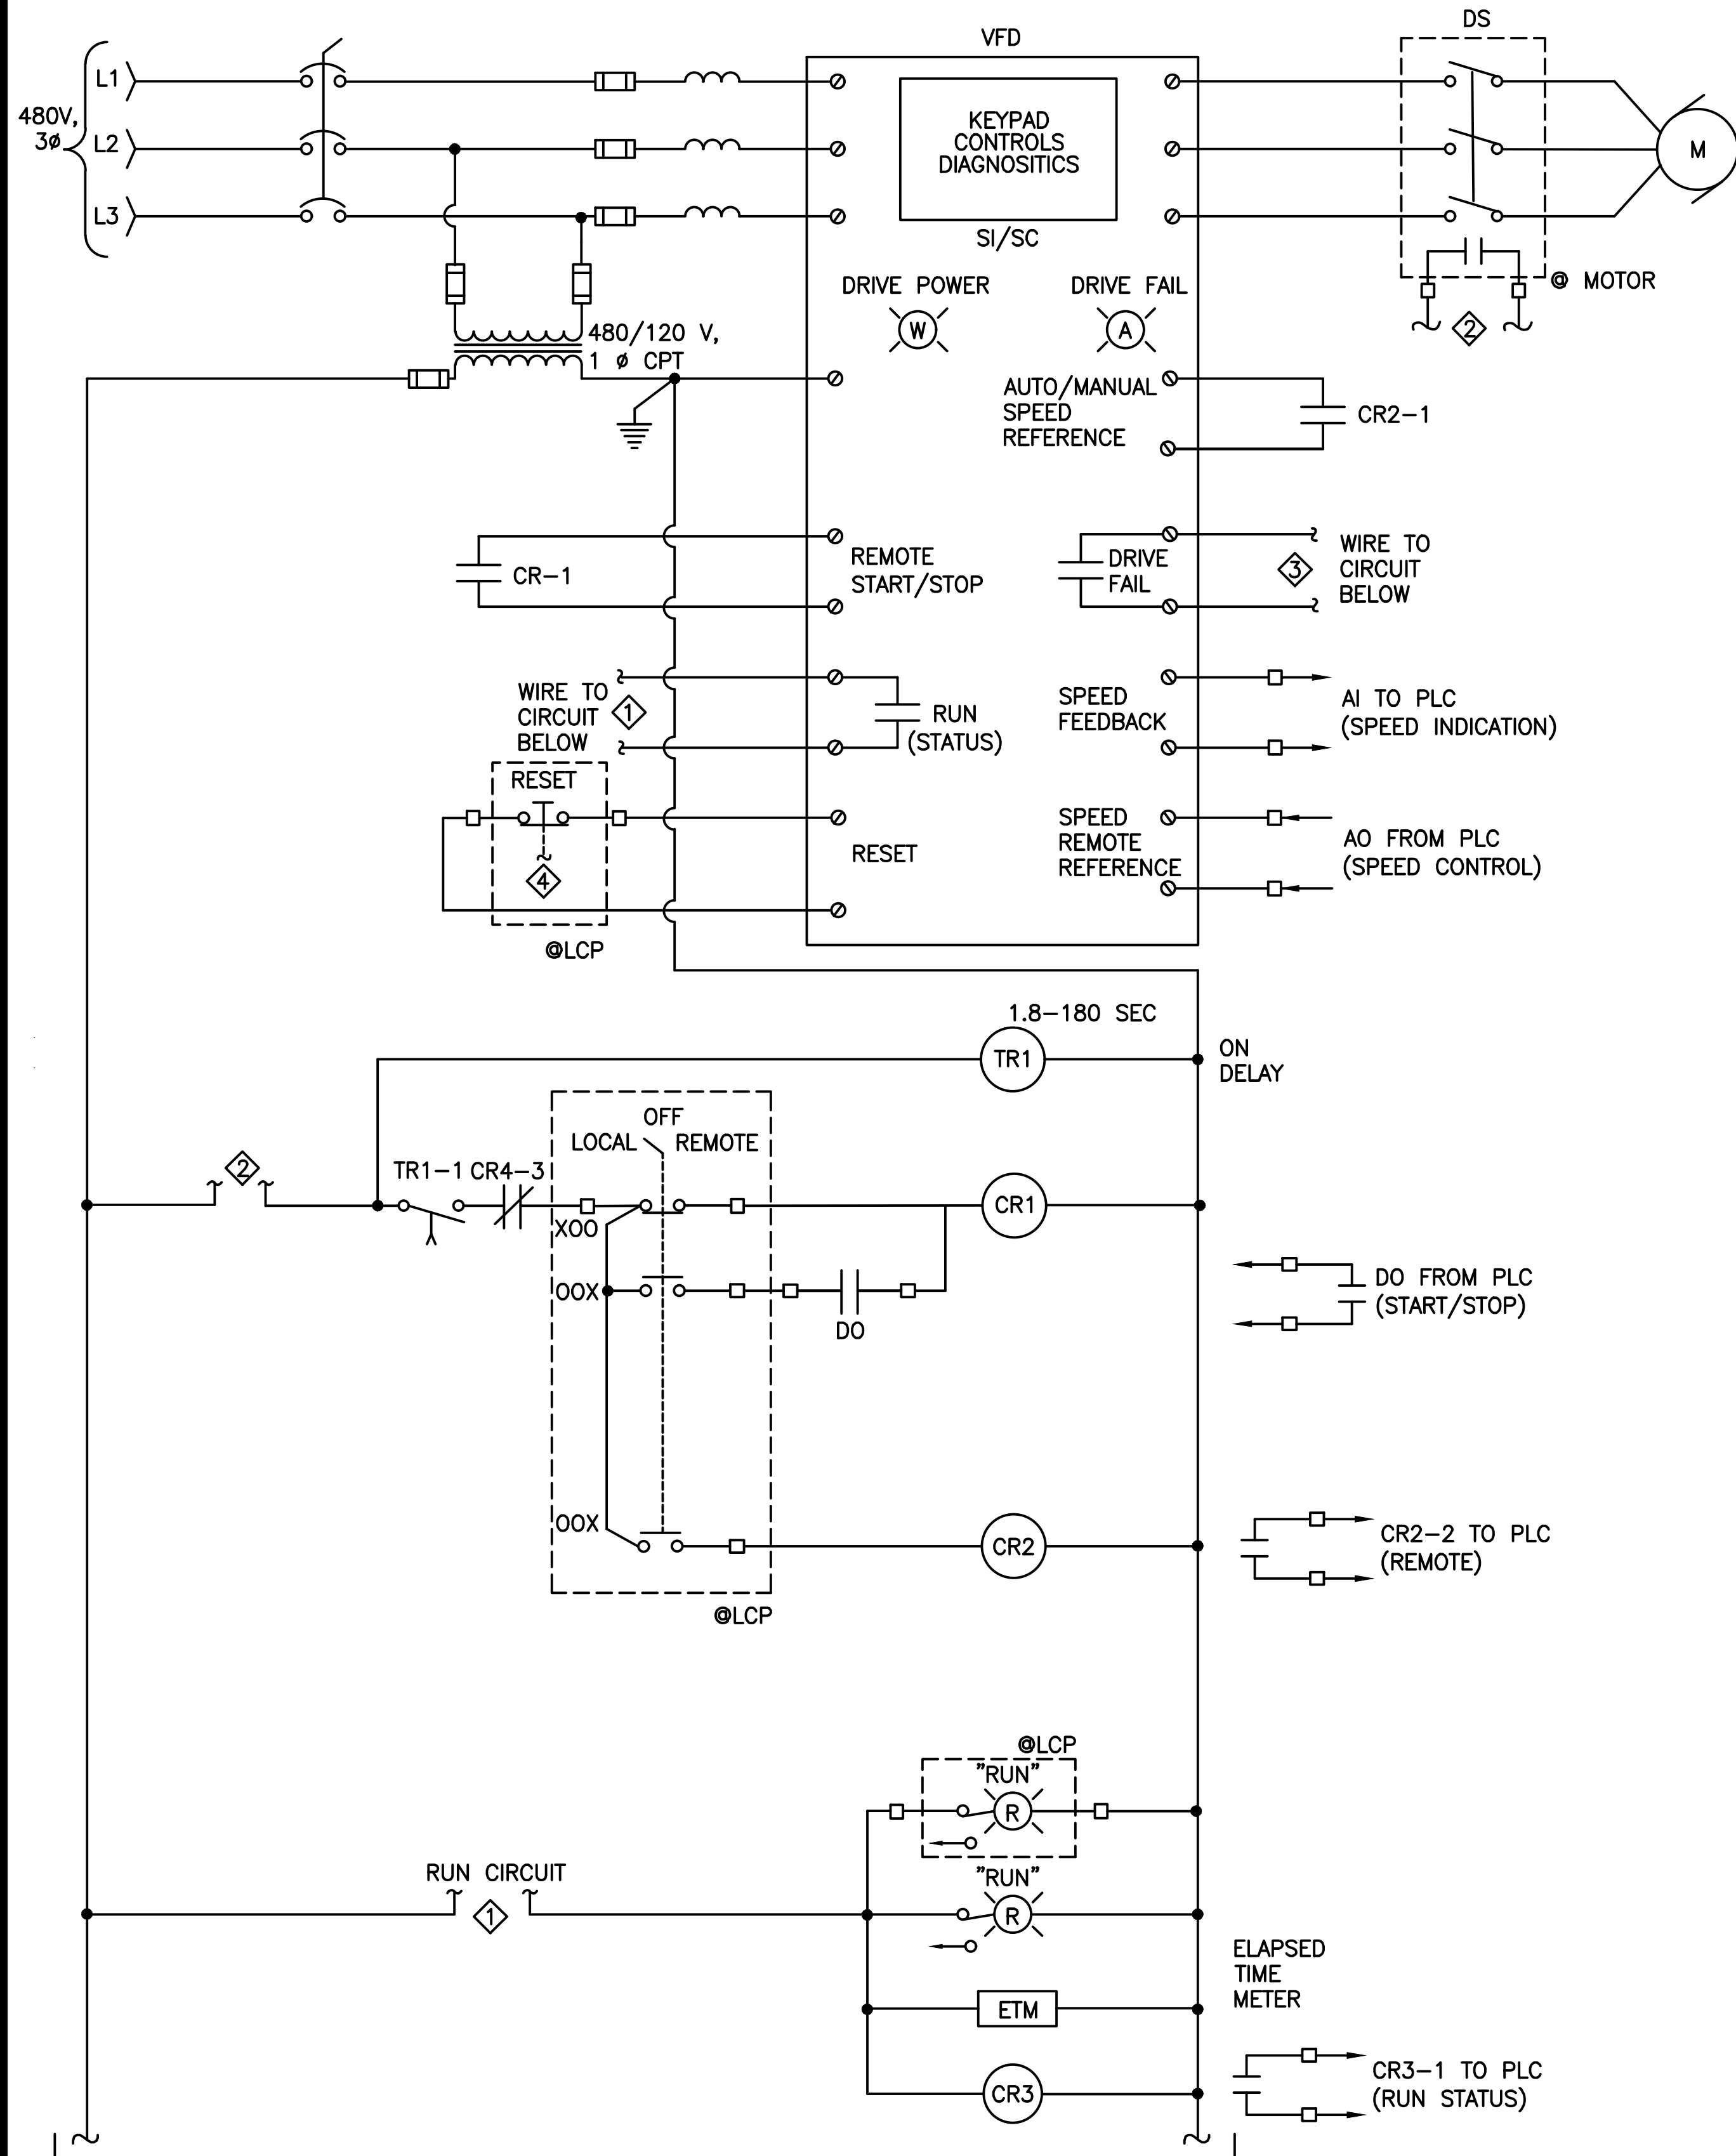 DS
VFD
L1
480V,
3ø
L2
L3
KEYPAD
CONTROLS
DIAGNOSITICS
SI/SC
M
@ MOTOR
2
DRIVE POWER
DRIVE FAIL
W
A
480/120 V,
1 ø CPT
AUTO/MANUAL
SPEED
REFERENCE
CR2-1
CR-1
REMOTE
START/STOP
DRIVE
FAIL
3
WIRE TO
CIRCUIT
BELOW
WIRE TO
CIRCUIT
BELOW
1
RUN
(STATUS)
SPEED
FEEDBACK
AI TO PLC
(SPEED INDICATION)
RESET
4
@LCP
RESET
SPEED
REMOTE
REFERENCE
AO FROM PLC
(SPEED CONTROL)
1.8-180 SEC
TR1
ON
DELAY
OFF
LOCAL
REMOTE
2
TR1-1
CR4-3
XOO
CR1
OOX
DO
DO FROM PLC
(START/STOP)
OOX
CR2
CR2-2 TO PLC
(REMOTE)
@LCP
@LCP
"RUN"
R
RUN CIRCUIT
1
"RUN"
R
ELAPSED
TIME
METER
ETM
CR3
CR3-1 TO PLC
(RUN STATUS)